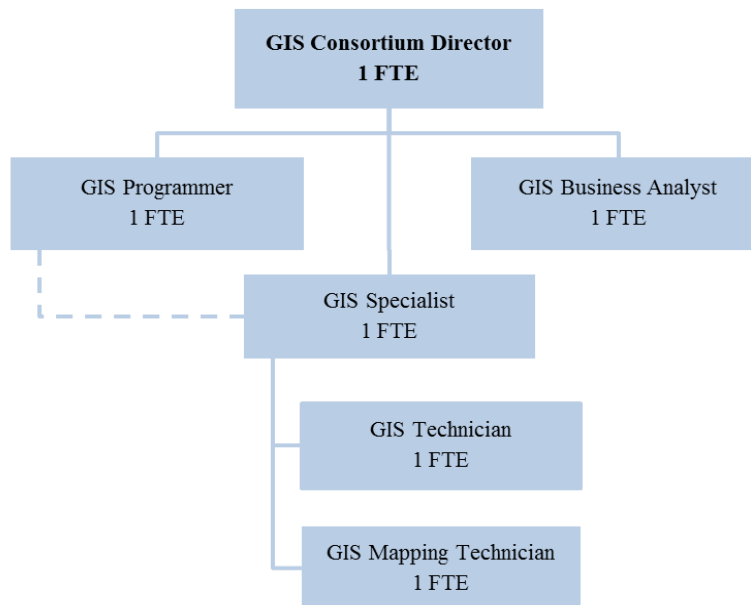 GIS Consortium Director
1 FTE
GIS Programmer
1 FTE
GIS Business Analyst
1 FTE
GIS Specialist
1 FTE
GIS Technician
1 FTE
GIS Mapping Technician
1 FTE